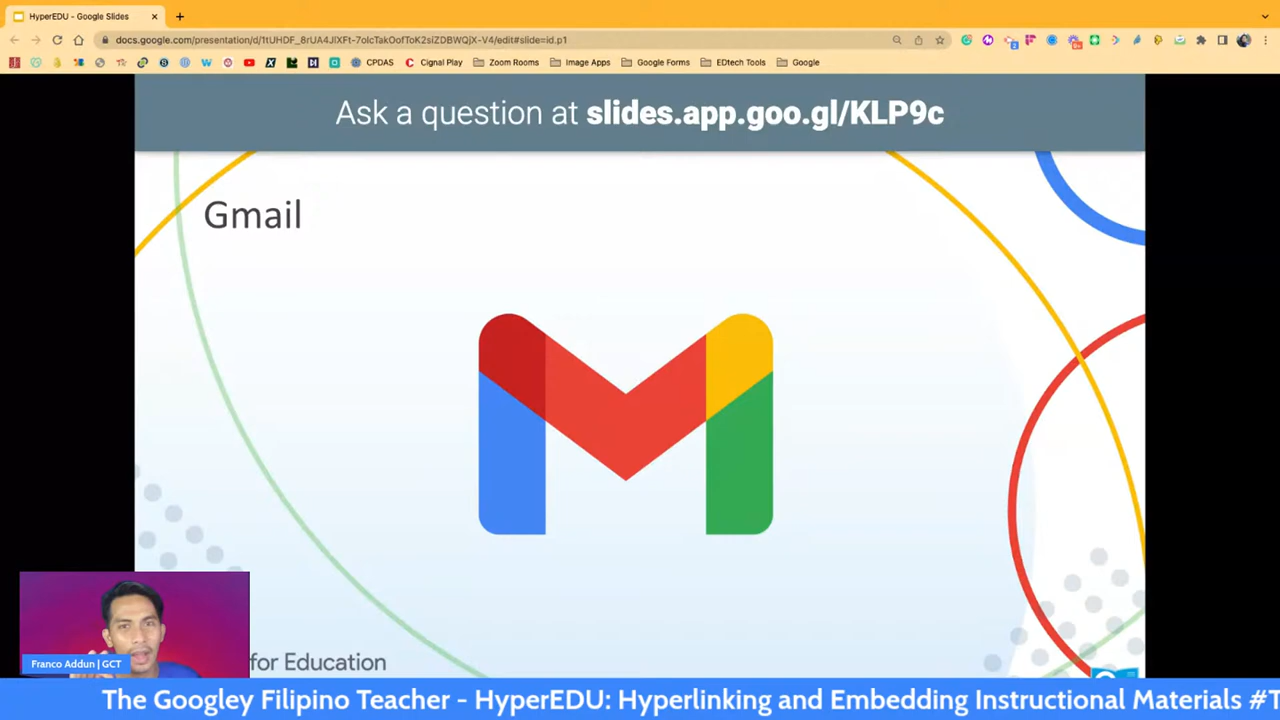 HyperEDU - Google Slides
docs.google.com/presentation/d/1tUHDF_8rUA4JlXFt-7olcTakOofToK2siZDBWQjX-V4/edit#slide=id.p1
CPDAS Cignal Play Zoom Rooms Image Apps Google Forms EDtech Tools Google
Ask a question at slides.app.goo.gl/KLP9c
Gmail
Franco Addun | GCT
for Education
The Googley Filipino Teacher - HyperEDU: Hyperlinking and Embedding Instructional Materials #T